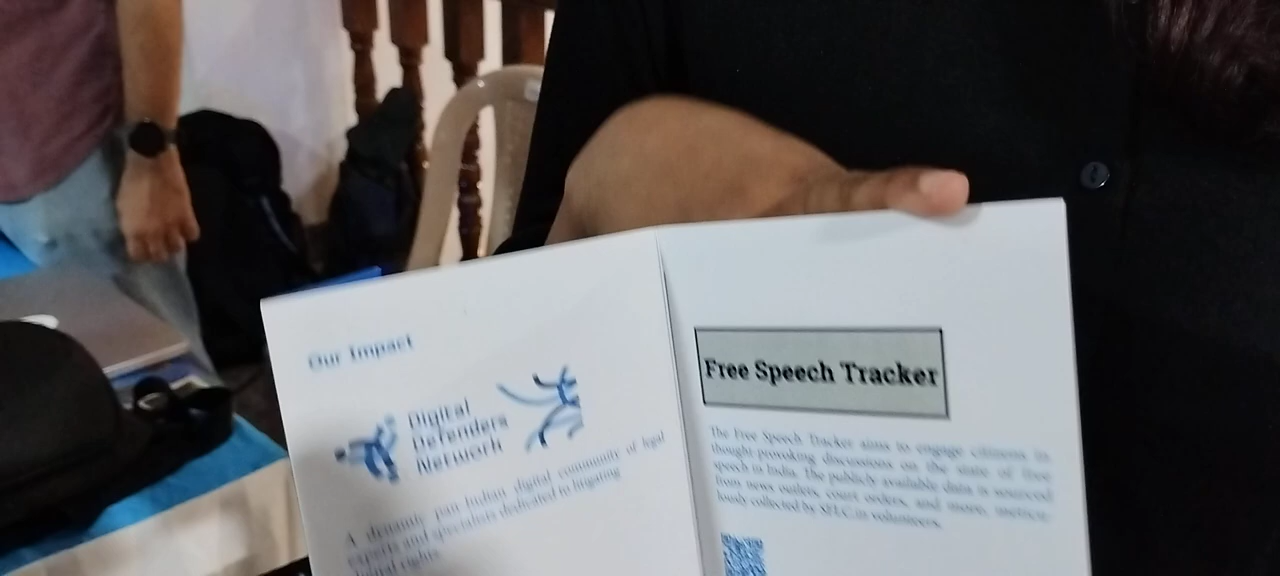 Our Impact
Digital
Defenders
Network
A dynamic pan-Indian digital community of legal
experts and specialists dedicated to litigating
digital rights.
Free Speech Tracker
The Free Speech Tracker aims to engage citizens in
thought-provoking discussions on the state of free
speech in India. The publicly available data is sourced
from news outlets, court orders, and more, meticu-
lously collected by SFLC.in volunteers.